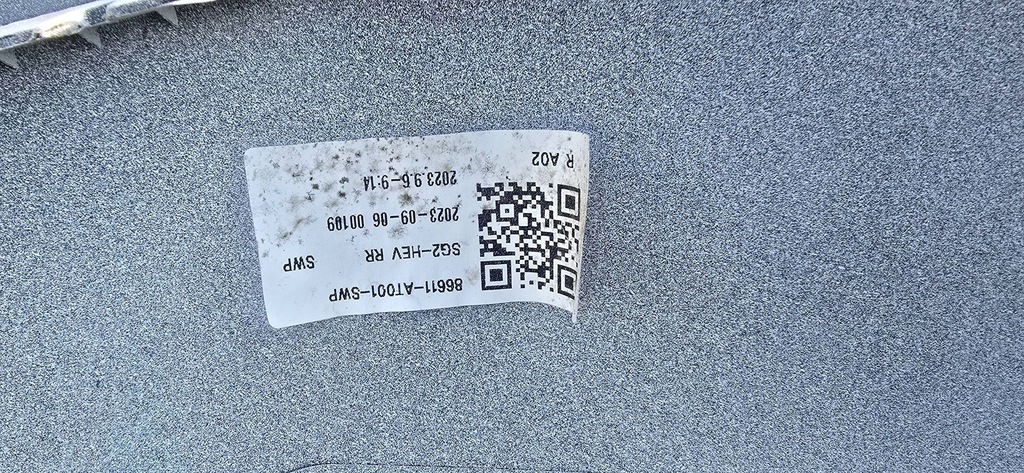 86611-AT001-SWP
SG2-HEV RR SWP
2023-09-06 00109
2023.9.6-9:14
R A02